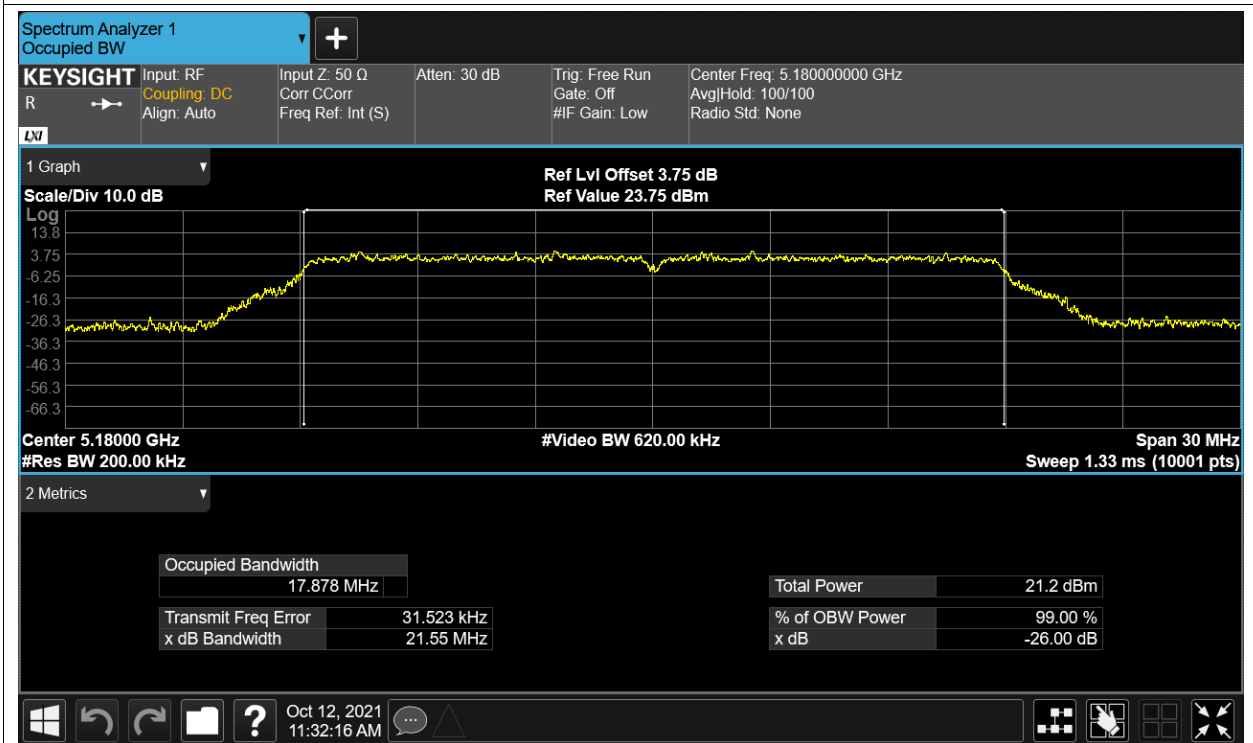 Spectrum Analyzer 1
Occupied BW
KEYSIGHT
R
LXI
Input: RF
Coupling: DC
Align: Auto
Input Z: 50 Ω
Corr CCorr
Freq Ref: Int (S)
Atten: 30 dB
Trig: Free Run
Gate: Off
#IF Gain: Low
Center Freq: 5.180000000 GHz
Avg|Hold: 100/100
Radio Std: None
1 Graph
Scale/Div 10.0 dB
Ref Lvl Offset 3.75 dB
Ref Value 23.75 dBm
Log
13.8
3.75
-6.25
-16.3
-26.3
-36.3
-46.3
-56.3
-66.3
Center 5.18000 GHz
#Video BW 620.00 kHz
Span 30 MHz
#Res BW 200.00 kHz
Sweep 1.33 ms (10001 pts)
2 Metrics
Occupied Bandwidth
17.878 MHz
Total Power 21.2 dBm
Transmit Freq Error 31.523 kHz
% of OBW Power 99.00 %
x dB Bandwidth 21.55 MHz
x dB -26.00 dB
?
Oct 12, 2021
11:32:16 AM